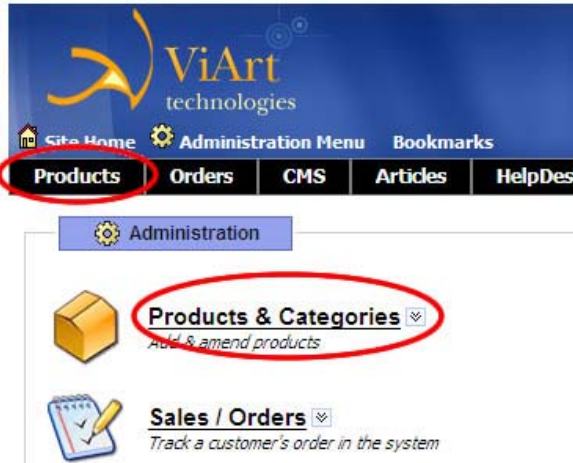 ViArt
technologies
Site Home Administration Menu Bookmarks
Products Orders CMS Articles HelpDes
Administration
Products & Categories
Add & amend products
Sales / Orders
Track a customer's order in the system